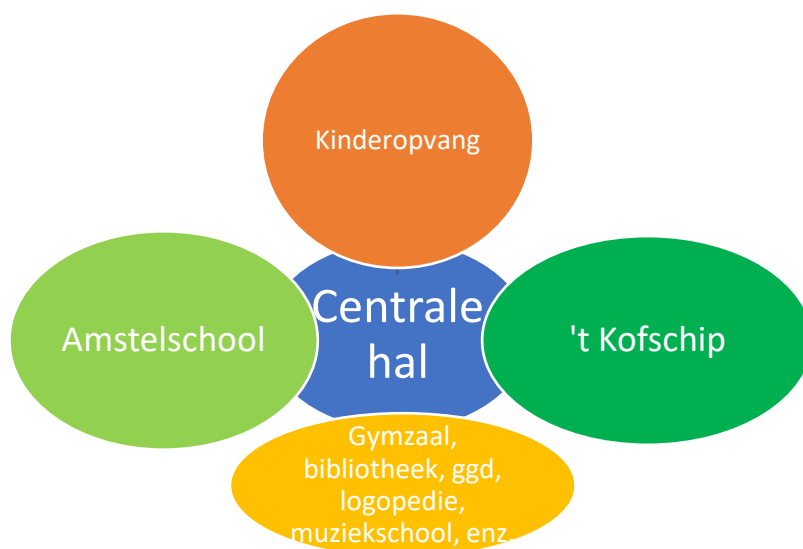 Kinderopvang
Amstelschool
Centrale
hal
't Kofschip
Gymzaal,
bibliotheek, ggd,
logopedie,
muziekschool, enz.